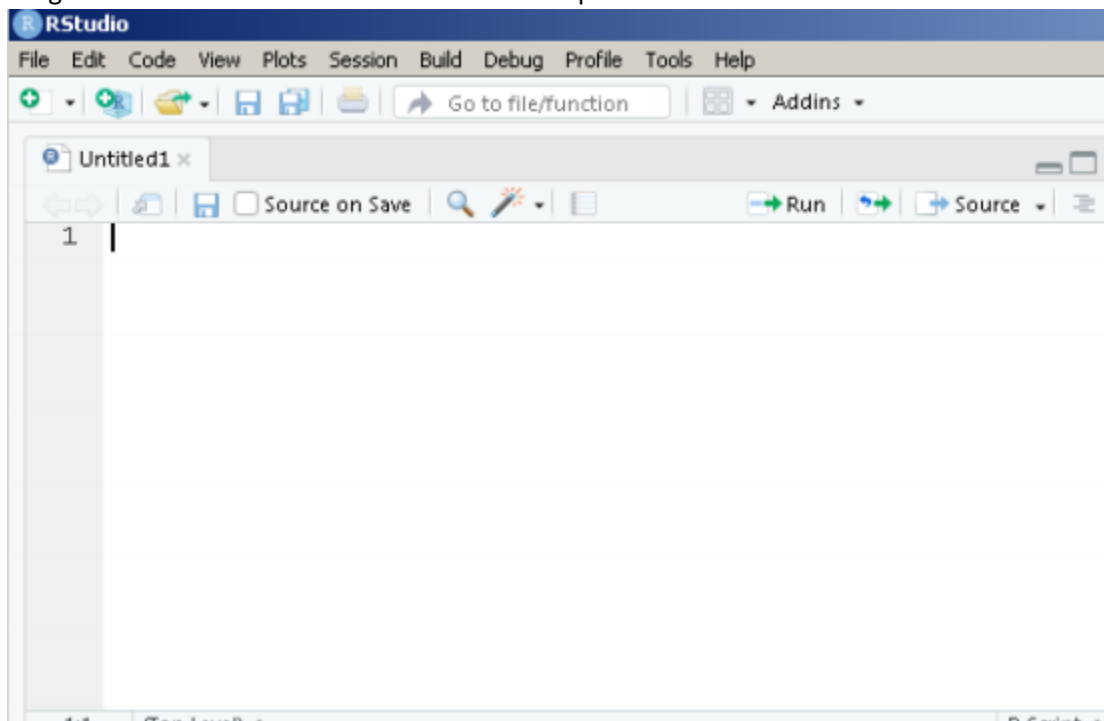 RStudio
File Edit Code View Plots Session Build Debug Profile Tools Help
Go to file/function Addins
Untitled1
Source on Save Run Source
1